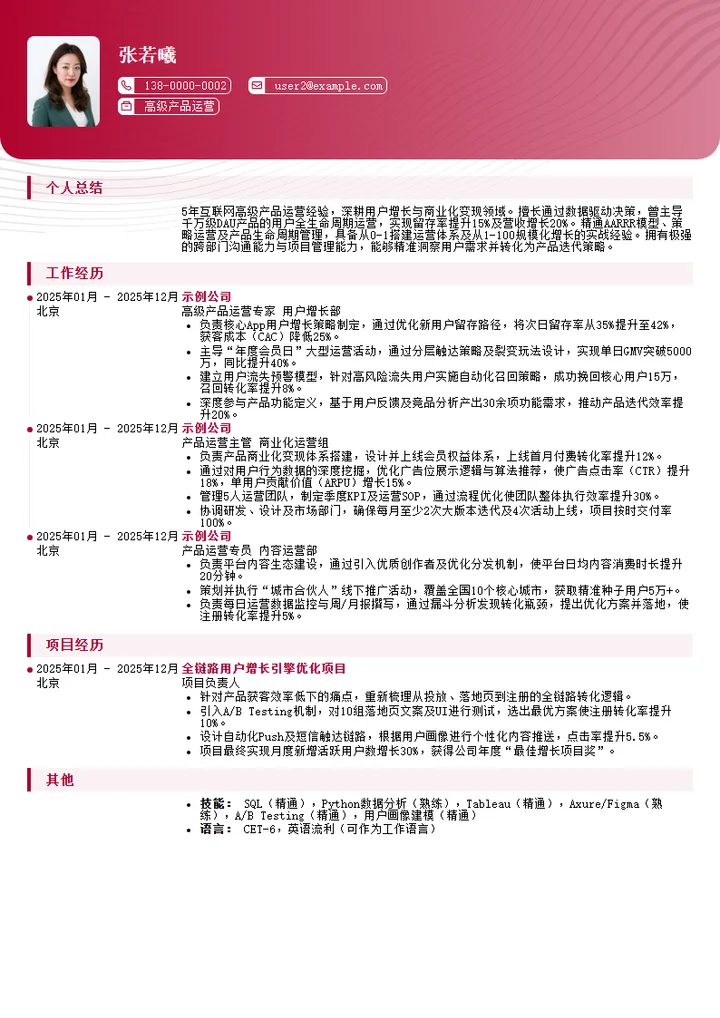 张若曦
138-0000-0002
user2@example.com
高级产品运营
个人总结
5年互联网高级产品运营经验，深耕用户增长与商业化变现领域。擅长通过数据驱动决策，曾主导
千万级DAU产品的用户全生命周期运营，实现留存率提升15%及营收增长20%。精通AARRR模型、策
略运营及产品生命周期管理，具备从0-1搭建运营体系及从1-100规模化增长的实战经验。拥有极强
的跨部门沟通能力与项目管理能力，能够精准洞察用户需求并转化为产品迭代策略。
工作经历
2025年01月 - 2025年12月 示例公司
北京 高级产品运营专家 用户增长部
• 负责核心App用户增长策略制定，通过优化新用户留存路径，将次日留存率从35%提升至42%，
获客成本（CAC）降低25%。
• 主导“年度会员日”大型运营活动，通过分层触达策略及裂变玩法设计，实现单日GMV突破5000
万，同比提升40%。
• 建立用户流失预警模型，针对高风险流失用户实施自动化召回策略，成功挽回核心用户15万，
召回转化率提升8%。
• 深度参与产品功能定义，基于用户反馈及竞品分析产出30余项功能需求，推动产品迭代效率提
升20%。
2025年01月 - 2025年12月 示例公司
北京 产品运营主管 商业化运营组
• 负责产品商业化变现体系搭建，设计并上线会员权益体系，上线首月付费转化率提升12%。
• 通过对用户行为数据的深度挖掘，优化广告位展示逻辑与算法推荐，使广告点击率（CTR）提升
18%，单用户贡献价值（ARPU）增长15%。
• 管理5人运营团队，制定季度KPI及运营SOP，通过流程优化使团队整体执行效率提升30%。
• 协调研发、设计及市场部门，确保每月至少2次大版本迭代及4次活动上线，项目按时交付率
100%。
2025年01月 - 2025年12月 示例公司
北京 产品运营专员 内容运营部
• 负责平台内容生态建设，通过引入优质创作者及优化分发机制，使平台日均内容消费时长提升
20分钟。
• 策划并执行“城市合伙人”线下推广活动，覆盖全国10个核心城市，获取精准种子用户5万+。
• 负责每日运营数据监控与周/月报撰写，通过漏斗分析发现转化瓶颈，提出优化方案并落地，使
注册转化率提升5%。
项目经历
2025年01月 - 2025年12月 全链路用户增长引擎优化项目
北京 项目负责人
• 针对产品获客效率低下的痛点，重新梳理从投放、落地页到注册的全链路转化逻辑。
• 引入A/B Testing机制，对10组落地页文案及UI进行测试，选出最优方案使注册转化率提升
10%。
• 设计自动化Push及短信触达链路，根据用户画像进行个性化内容推送，点击率提升5.5%。
• 项目最终实现月度新增活跃用户数增长30%，获得公司年度“最佳增长项目奖”。
其他
• 技能： SQL（精通），Python数据分析（熟练），Tableau（精通），Axure/Figma（熟
练），A/B Testing（精通），用户画像建模（精通）
• 语言： CET-6，英语流利（可作为工作语言）